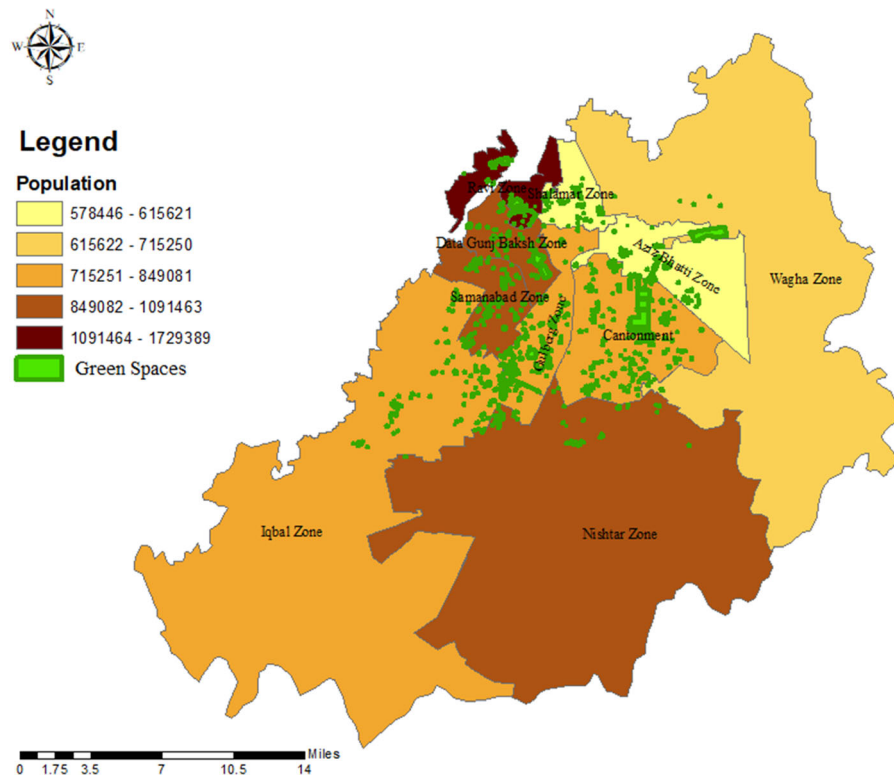 N
W E
S
Legend
Population
578446 - 615621
615622 - 715250
715251 - 849081
849082 - 1091463
1091464 - 1729389
Green Spaces
Ravi Zone
Shalamar Zone
Data Gunj Baksh Zone
Aziz Bhatti Zone
Wagha Zone
Samanabad Zone
Gulberg Zone
Cantonment
Iqbal Zone
Nishtar Zone
Miles
0 1.75 3.5 7 10.5 14